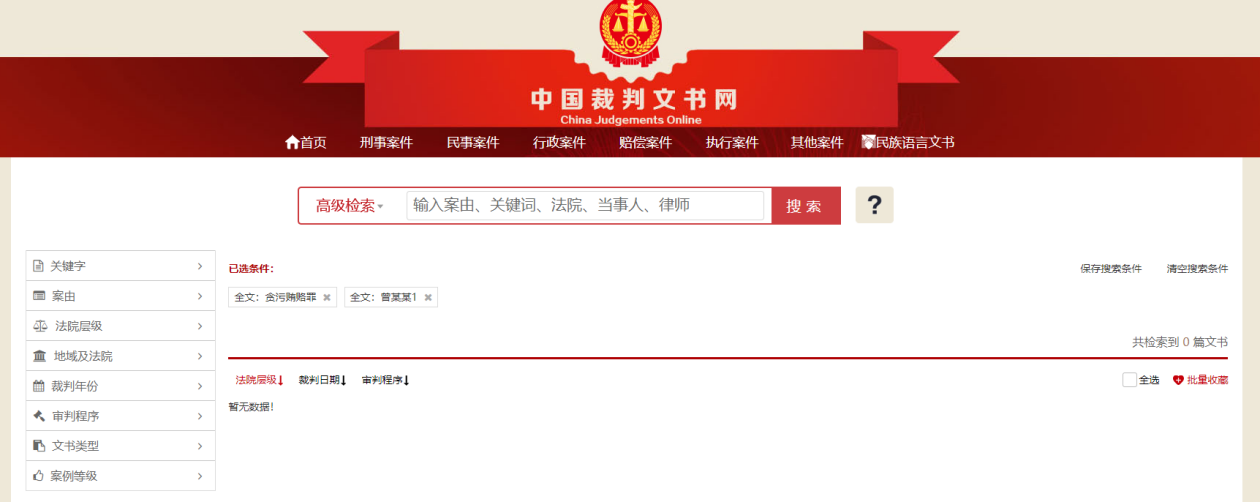 中国裁判文书网
China Judgements Online
首页 刑事案件 民事案件 行政案件 赔偿案件 执行案件 其他案件 民族语言文书
高级检索 输入案由、关键词、法院、当事人、律师 搜索 ?
关键字
案由
法院层级
地域及法院
裁判年份
审判程序
文书类型
案例等级
已选条件： 保存搜索条件 清空搜索条件
全文：贪污贿赂罪 × 全文：曾某某1 ×
共检索到 0 篇文书
法院层级 裁判日期 审判程序 全选 批量收藏
暂无数据！